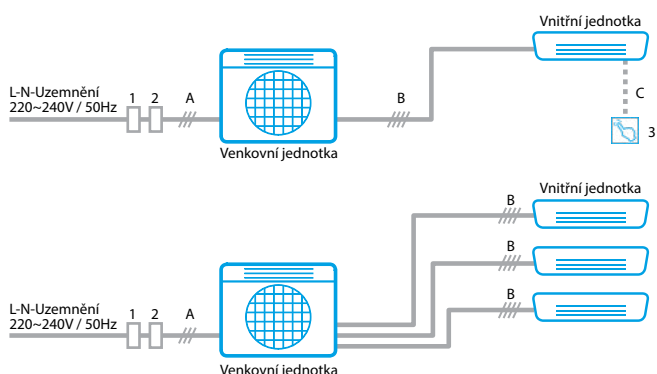 Vnitřní jednotka
L-N-Uzemnění
220~240V / 50Hz
1 2 A
B
C
3
Venkovní jednotka
Vnitřní jednotka
B
B
B
L-N-Uzemnění
220~240V / 50Hz
1 2 A
Venkovní jednotka